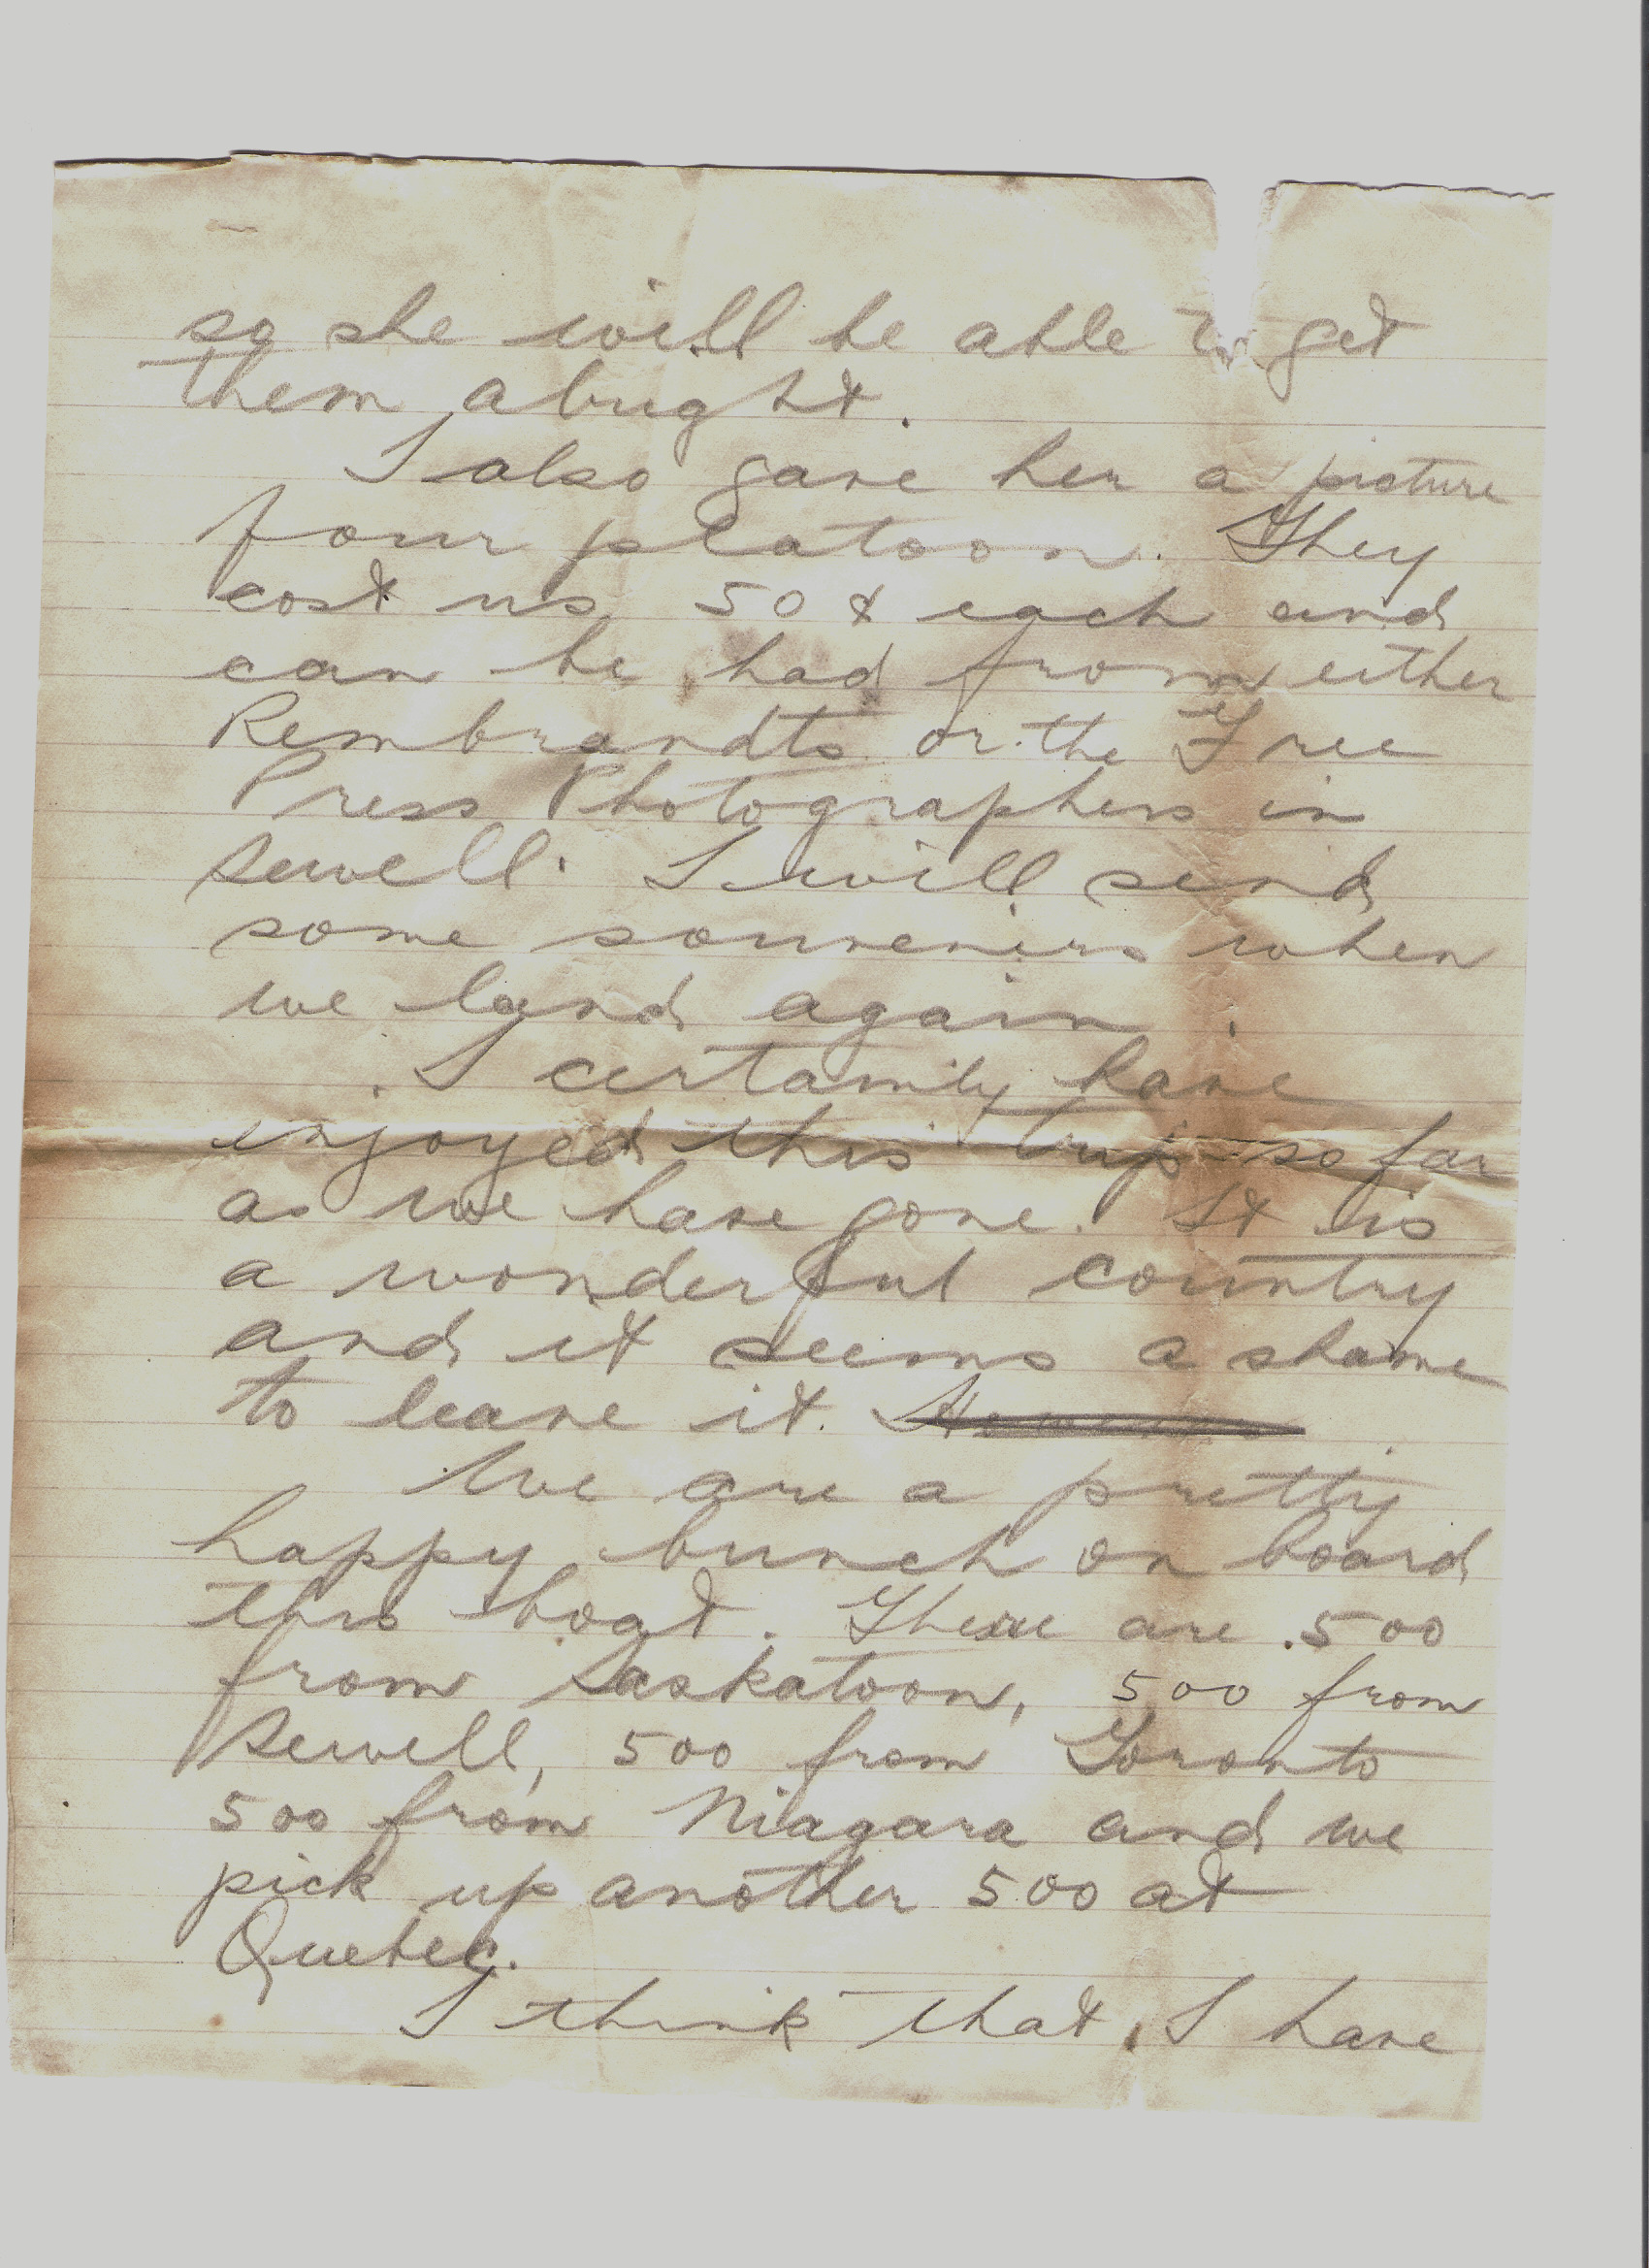 so she will be able to get
them alright.
I also gave her a picture
four platoon. They
cost us 50¢ each and
can be had from either
Rembrandts or the Free
Press Photographers in
Sewell. I will send
some souvenirs when
we land again.
I certainly have
enjoyed this trip so far
as we have gone. It is
a wonderful country
and it seems a shame
to leave it.
We are a pretty
happy bunch on board
this boat. There are 500
from Saskatoon, 500 from
Sewell, 500 from Toronto
500 from Niagara and we
pick up another 500 at
Quebec.
I think that I have